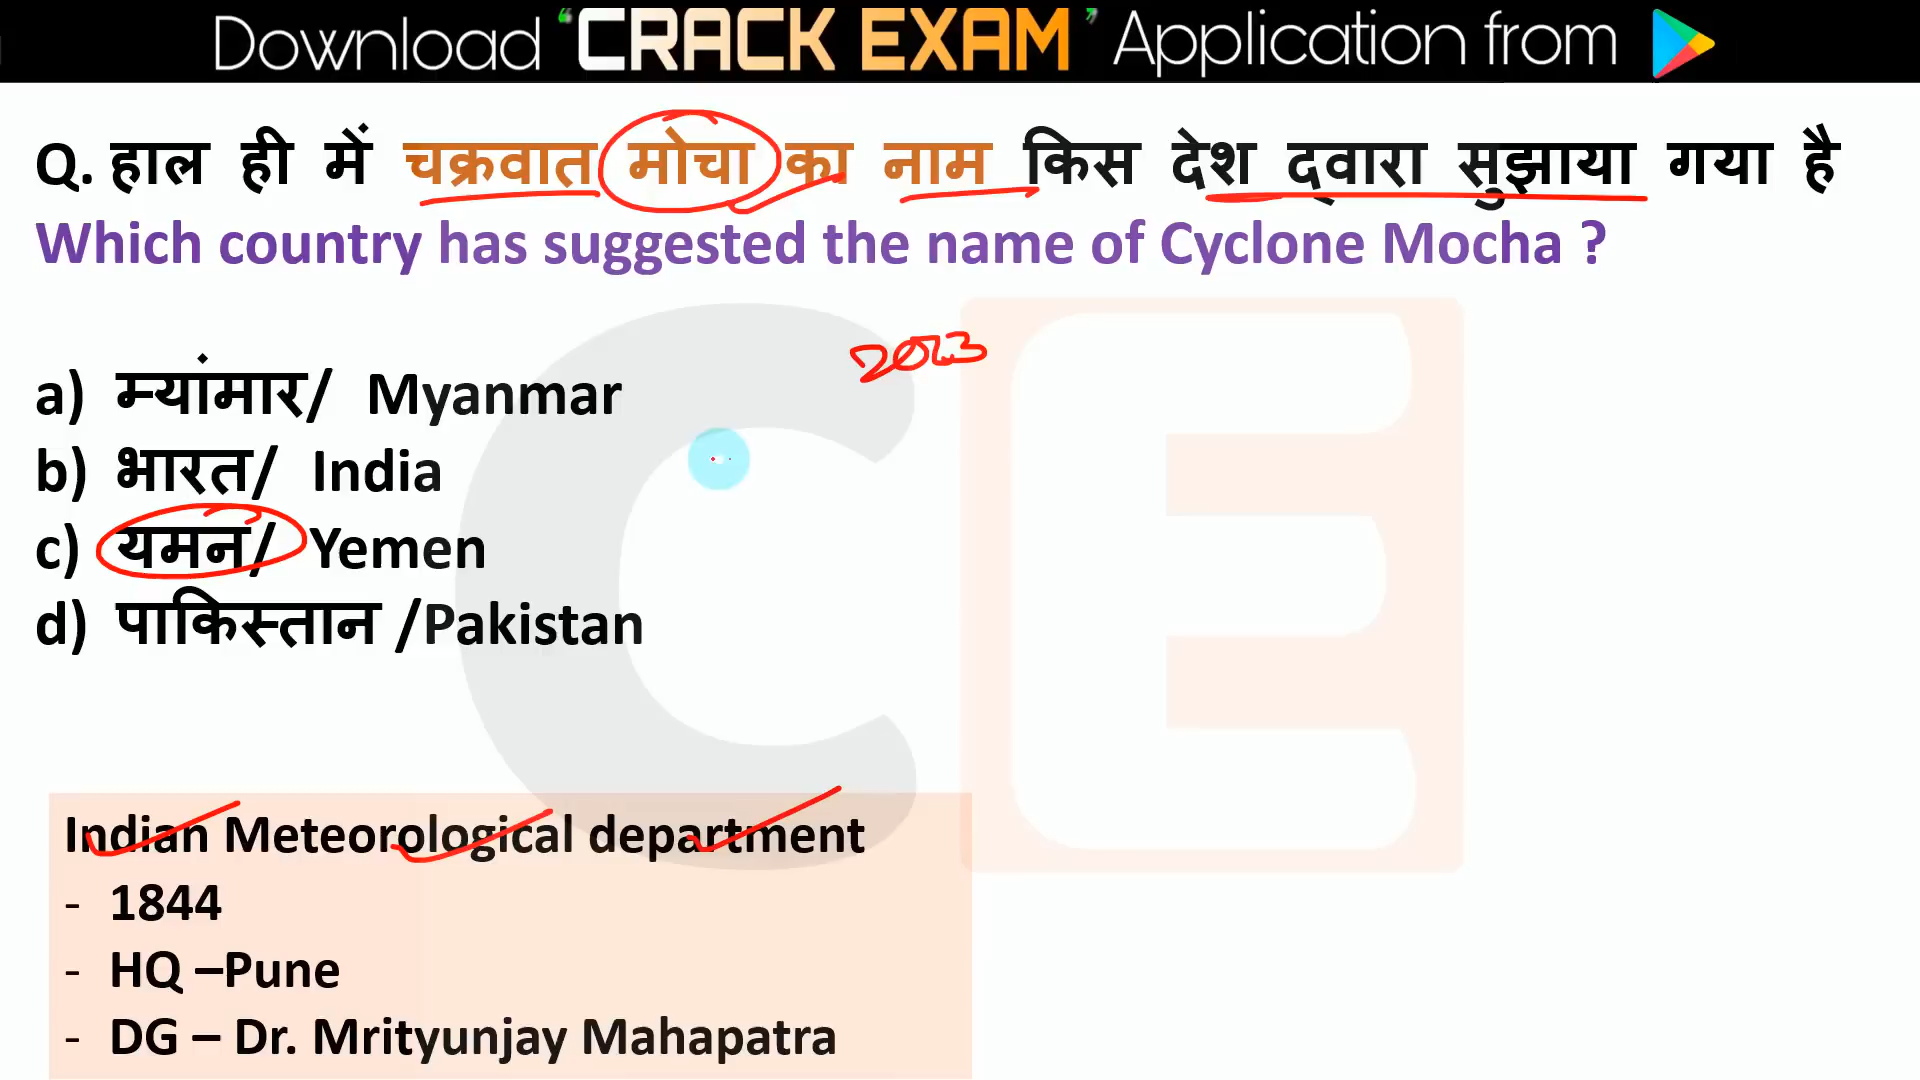 Download ‘CRACK EXAM’ Application from
Q. हाल ही में चक्रवात मोचा का नाम किस देश दवारा सुझाया गया है
Which country has suggested the name of Cyclone Mocha ?
2023
a) म्यांमार/ Myanmar
b) भारत/ India
c) यमन/ Yemen
d) पाकिस्तान /Pakistan
CE
Indian Meteorological department
- 1844
- HQ –Pune
- DG – Dr. Mrityunjay Mahapatra